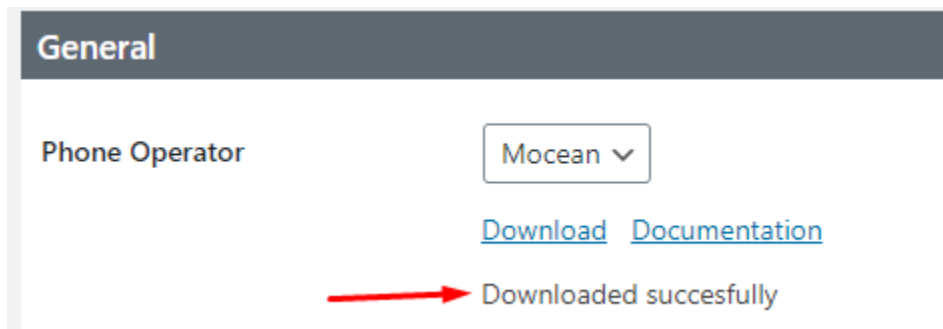 General
Phone Operator Mocean
Download Documentation
Downloaded succesfully